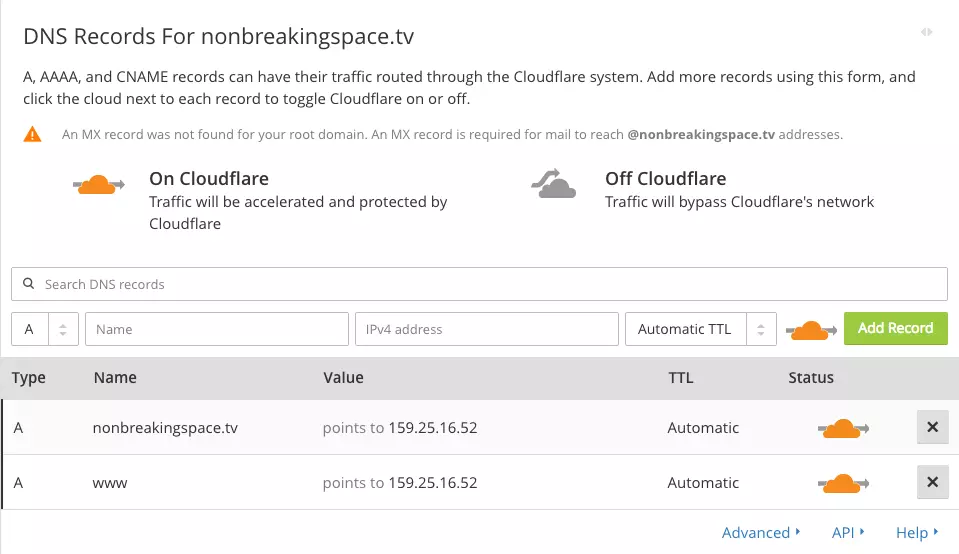 DNS Records For nonbreakingspace.tv
A, AAAA, and CNAME records can have their traffic routed through the Cloudflare system. Add more records using this form, and
click the cloud next to each record to toggle Cloudflare on or off.
An MX record was not found for your root domain. An MX record is required for mail to reach @nonbreakingspace.tv addresses.
On Cloudflare
Traffic will be accelerated and protected by
Cloudflare
Off Cloudflare
Traffic will bypass Cloudflare's network
Search DNS records
A Name IPv4 address Automatic TTL Add Record
Type Name Value TTL Status
A nonbreakingspace.tv points to 159.25.16.52 Automatic
A www points to 159.25.16.52 Automatic
Advanced API Help